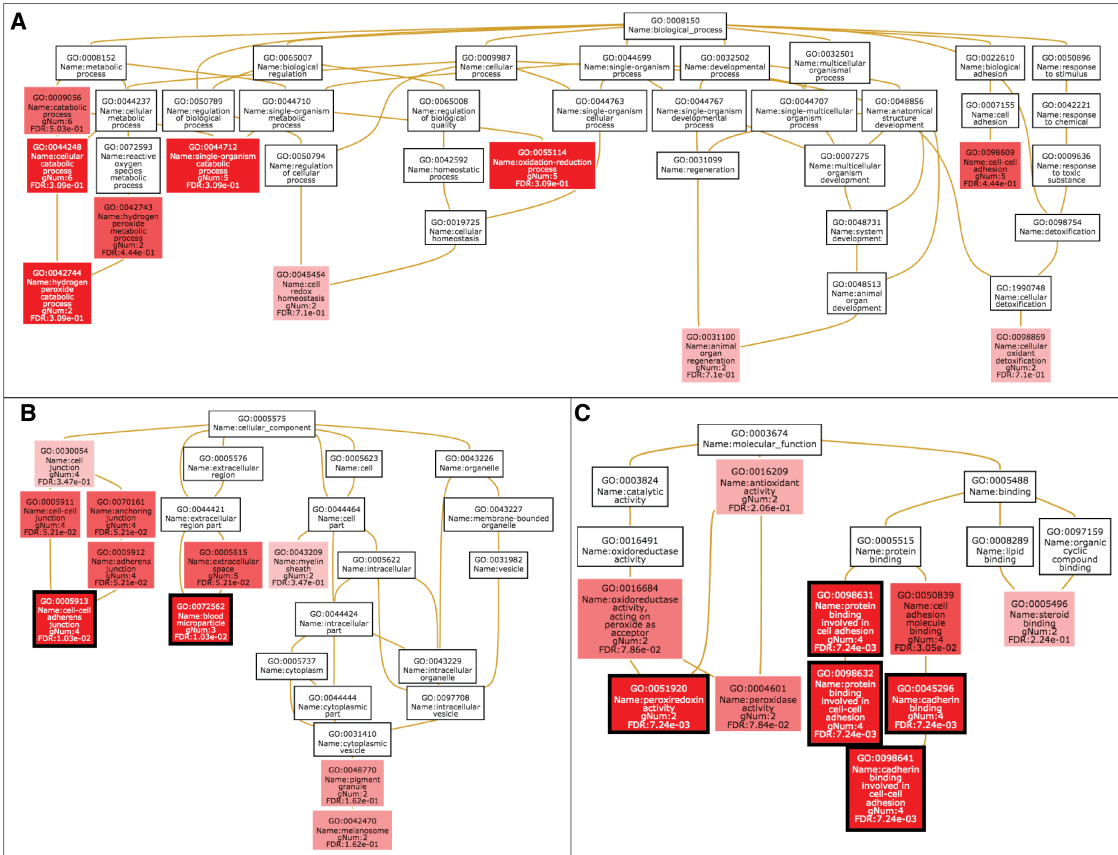 A
GO:0008150
Name:biological_process
GO:0008152
Name:metabolic
process
GO:0065007
Name:biological
regulation
GO:0009987
Name:cellular
process
GO:0044699
Name:single-organism
process
GO:0032502
Name:developmental
process
GO:0032501
Name:multicellular
organismal
process
GO:0022610
Name:biological
adhesion
GO:0050896
Name:response
to stimulus
GO:0009056
Name:catabolic
process
gNum:6
FDR:5.03e-01
GO:0044237
Name:cellular
metabolic
process
GO:0050789
Name:regulation
of biological
process
GO:0044710
Name:single-organism
metabolic
process
GO:0065008
Name:regulation
of biological
quality
GO:0044763
Name:single-organism
cellular
process
GO:0044767
Name:single-organism
developmental
process
GO:0044707
Name:single-multicellular
organism
process
GO:0048856
Name:anatomical
structure
development
GO:0007155
Name:cell
adhesion
GO:0042221
Name:response
to chemical
GO:0044248
Name:cellular
catabolic
process
gNum:6
FDR:3.09e-01
GO:0072593
Name:reactive
oxygen
species
metabolic
process
GO:0044712
Name:single-organism
catabolic
process
gNum:5
FDR:3.09e-01
GO:0050794
Name:regulation
of cellular
process
GO:0042592
Name:homeostatic
process
GO:0055114
Name:oxidation-reduction
process
gNum:5
FDR:3.09e-01
GO:0031099
Name:regeneration
GO:0007275
Name:multicellular
organism
development
GO:0098609
Name:cell-cell
adhesion
gNum:5
FDR:4.44e-01
GO:0009636
Name:response
to toxic
substance
GO:0042743
Name:hydrogen
peroxide
metabolic
process
gNum:2
FDR:4.44e-01
GO:0019725
Name:cellular
homeostasis
GO:0048731
Name:system
development
GO:0098754
Name:detoxification
GO:0042744
Name:hydrogen
peroxide
catabolic
process
gNum:2
FDR:3.09e-01
GO:0045454
Name:cell
redox
homeostasis
gNum:2
FDR:7.1e-01
GO:0048513
Name:animal
organ
development
GO:1990748
Name:cellular
detoxification
GO:0031100
Name:animal
organ
regeneration
gNum:2
FDR:7.1e-01
GO:0098869
Name:cellular
oxidant
detoxification
gNum:2
FDR:7.1e-01
B
GO:0005575
Name:cellular_component
GO:0030054
Name:cell
junction
gNum:4
FDR:3.47e-01
GO:0005576
Name:extracellular
region
GO:0005623
Name:cell
GO:0043226
Name:organelle
GO:0005911
Name:cell-cell
junction
gNum:4
FDR:5.21e-02
GO:0070161
Name:anchoring
junction
gNum:4
FDR:5.21e-02
GO:0044421
Name:extracellular
region part
GO:0044464
Name:cell
part
GO:0043227
Name:membrane-bounded
organelle
GO:0005912
Name:adherens
junction
gNum:4
FDR:5.21e-02
GO:0005615
Name:extracellular
space
gNum:5
FDR:5.21e-02
GO:0043209
Name:myelin
sheath
gNum:2
FDR:3.47e-01
GO:0005622
Name:intracellular
GO:0031982
Name:vesicle
GO:0005913
Name:cell-cell
adherens
junction
gNum:4
FDR:1.03e-02
GO:0072562
Name:blood
microparticle
gNum:3
FDR:1.03e-02
GO:0044424
Name:intracellular
part
GO:0005737
Name:cytoplasm
GO:0043229
Name:intracellular
organelle
GO:0044444
Name:cytoplasmic
part
GO:0097708
Name:intracellular
vesicle
GO:0031410
Name:cytoplasmic
vesicle
GO:0048770
Name:pigment
granule
gNum:2
FDR:1.62e-01
GO:0042470
Name:melanosome
gNum:2
FDR:1.62e-01
C
GO:0003674
Name:molecular_function
GO:0003824
Name:catalytic
activity
GO:0016209
Name:antioxidant
activity
gNum:2
FDR:2.06e-01
GO:0005488
Name:binding
GO:0016491
Name:oxidoreductase
activity
GO:0005515
Name:protein
binding
GO:0008289
Name:lipid
binding
GO:0097159
Name:organic
cyclic
compound
binding
GO:0016684
Name:oxidoreductase
activity,
acting on
peroxide as
acceptor
gNum:2
FDR:7.86e-02
GO:0098631
Name:protein
binding
involved in
cell adhesion
gNum:4
FDR:7.24e-03
GO:0050839
Name:cell
adhesion
molecule
binding
gNum:4
FDR:3.05e-02
GO:0005496
Name:steroid
binding
gNum:2
FDR:2.24e-01
GO:0051920
Name:peroxiredoxin
activity
gNum:2
FDR:7.24e-03
GO:0004601
Name:peroxidase
activity
gNum:2
FDR:7.84e-02
GO:0098632
Name:protein
binding
involved in
cell-cell
adhesion
gNum:4
FDR:7.24e-03
GO:0045296
Name:cadherin
binding
gNum:4
FDR:7.24e-03
GO:0098641
Name:cadherin
binding
involved in
cell-cell
adhesion
gNum:4
FDR:7.24e-03